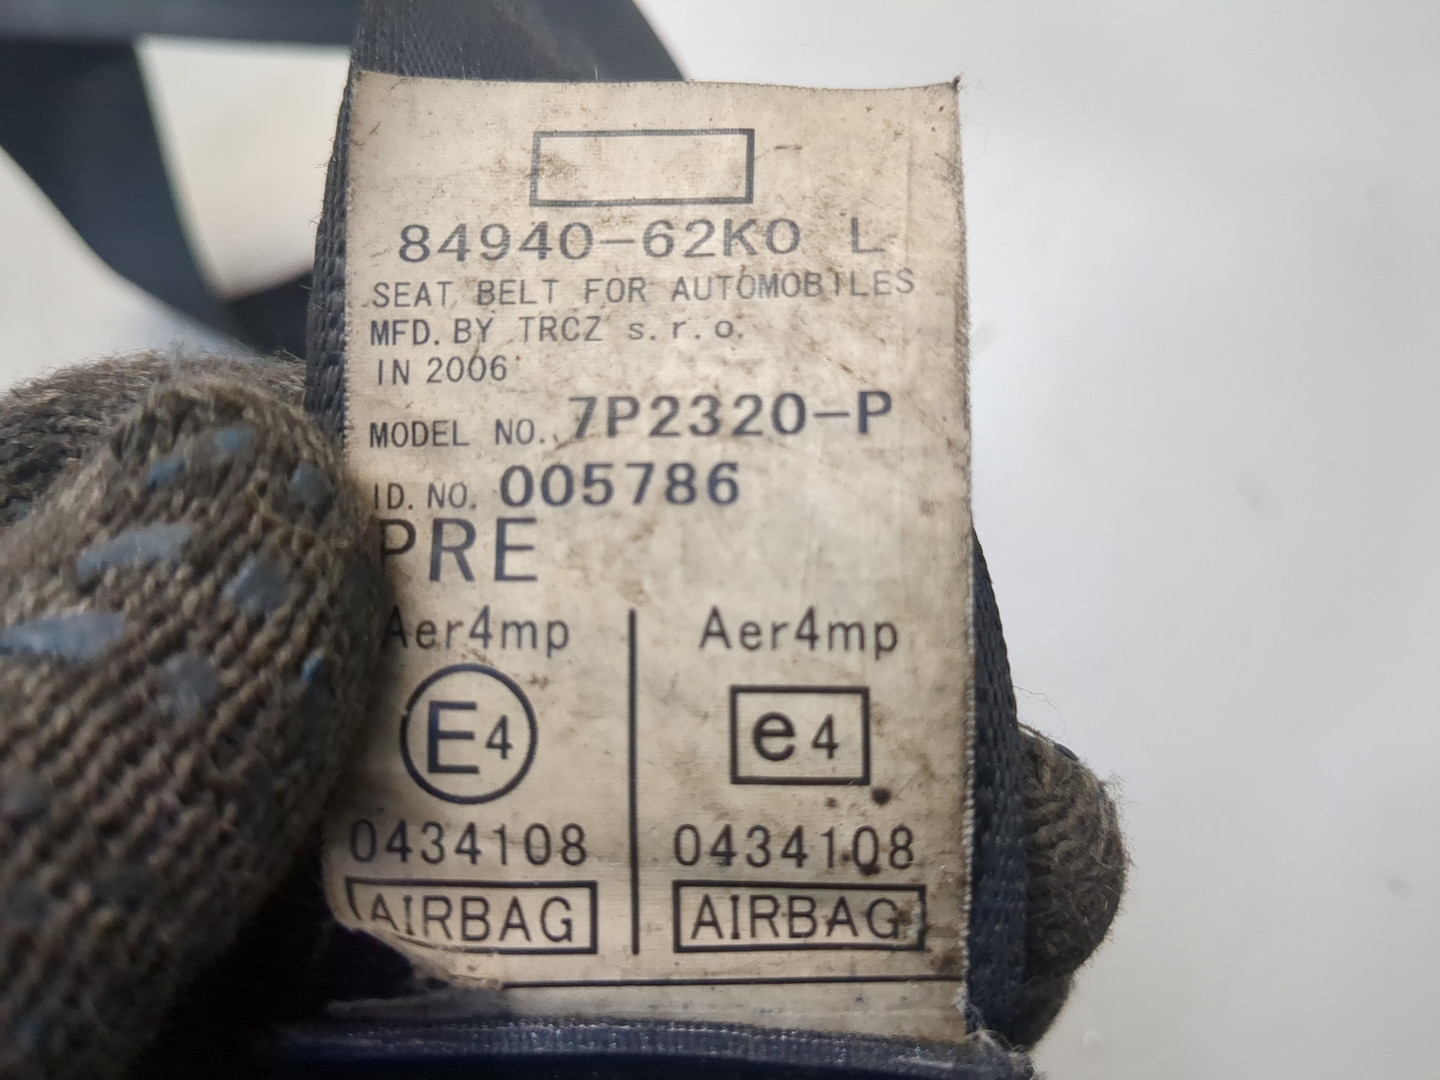 84940-62K0 L
SEAT BELT FOR AUTOMOBILES
MFD. BY TRCZ s.r.o.
IN 2006
MODEL NO. 7P2320-P
ID. NO. 005786
PRE
Aer4mp Aer4mp
E4 e4
0434108 0434108
AIRBAG AIRBAG